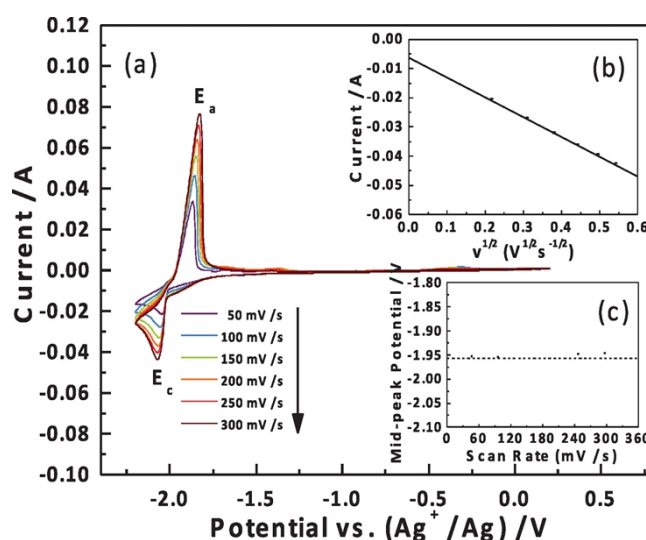 (a)
E a
E c
0.12
0.10
0.08
0.06
0.04
0.02
0.00
-0.02
-0.04
-0.06
-0.08
-0.10
Current /A
-2.0 -1.5 -1.0 -0.5 0.0 0.5
Potential vs. (Ag+/Ag) /V
50 mV /s
100 mV /s
150 mV /s
200 mV /s
250 mV /s
300 mV /s
(b)
0.00
-0.01
-0.02
-0.03
-0.04
-0.05
-0.06
Current /A
0.0 0.1 0.2 0.3 0.4 0.5 0.6
v1/2 (V1/2s-1/2)
(c)
-1.80
-1.85
-1.90
-1.95
-2.00
-2.05
-2.10
Mid-peak Potential / V
0 60 120 180 240 300 360
Scan Rate (mV /s)